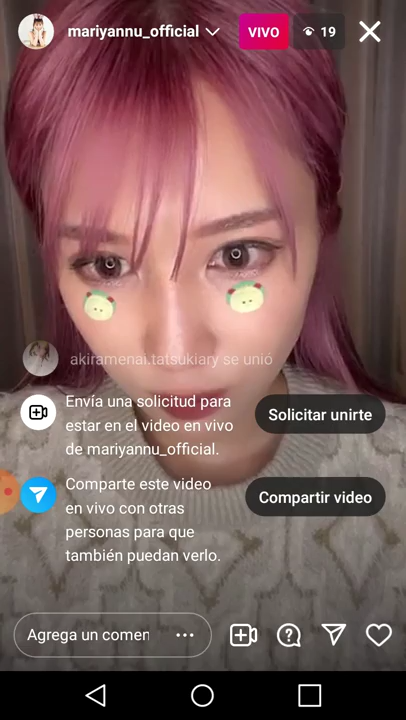 mariyannu_official
VIVO
19
akiramenai.tatsukiary se unió
Envía una solicitud para
estar en el video en vivo
de mariyannu_official.
Solicitar unirte
Comparte este video
en vivo con otras
personas para que
también puedan verlo.
Compartir video
Agrega un comen